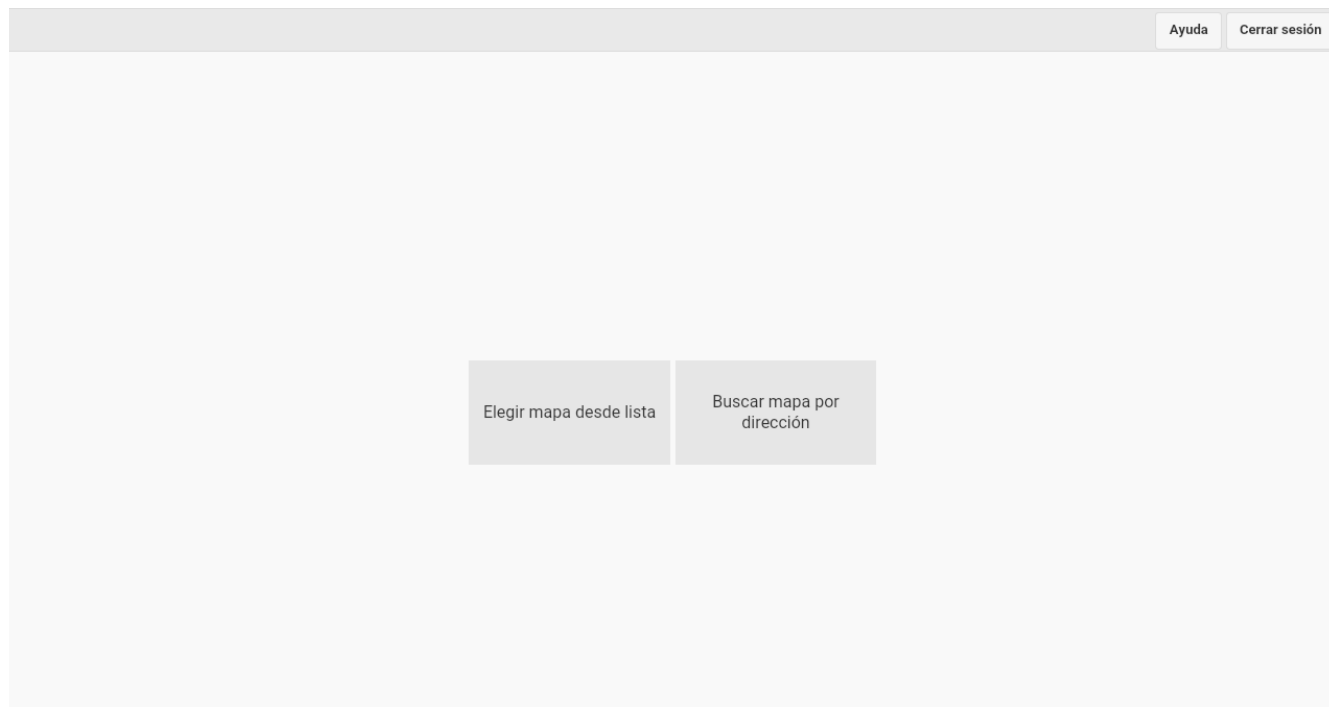 Ayuda
Cerrar sesión
Elegir mapa desde lista
Buscar mapa por
dirección